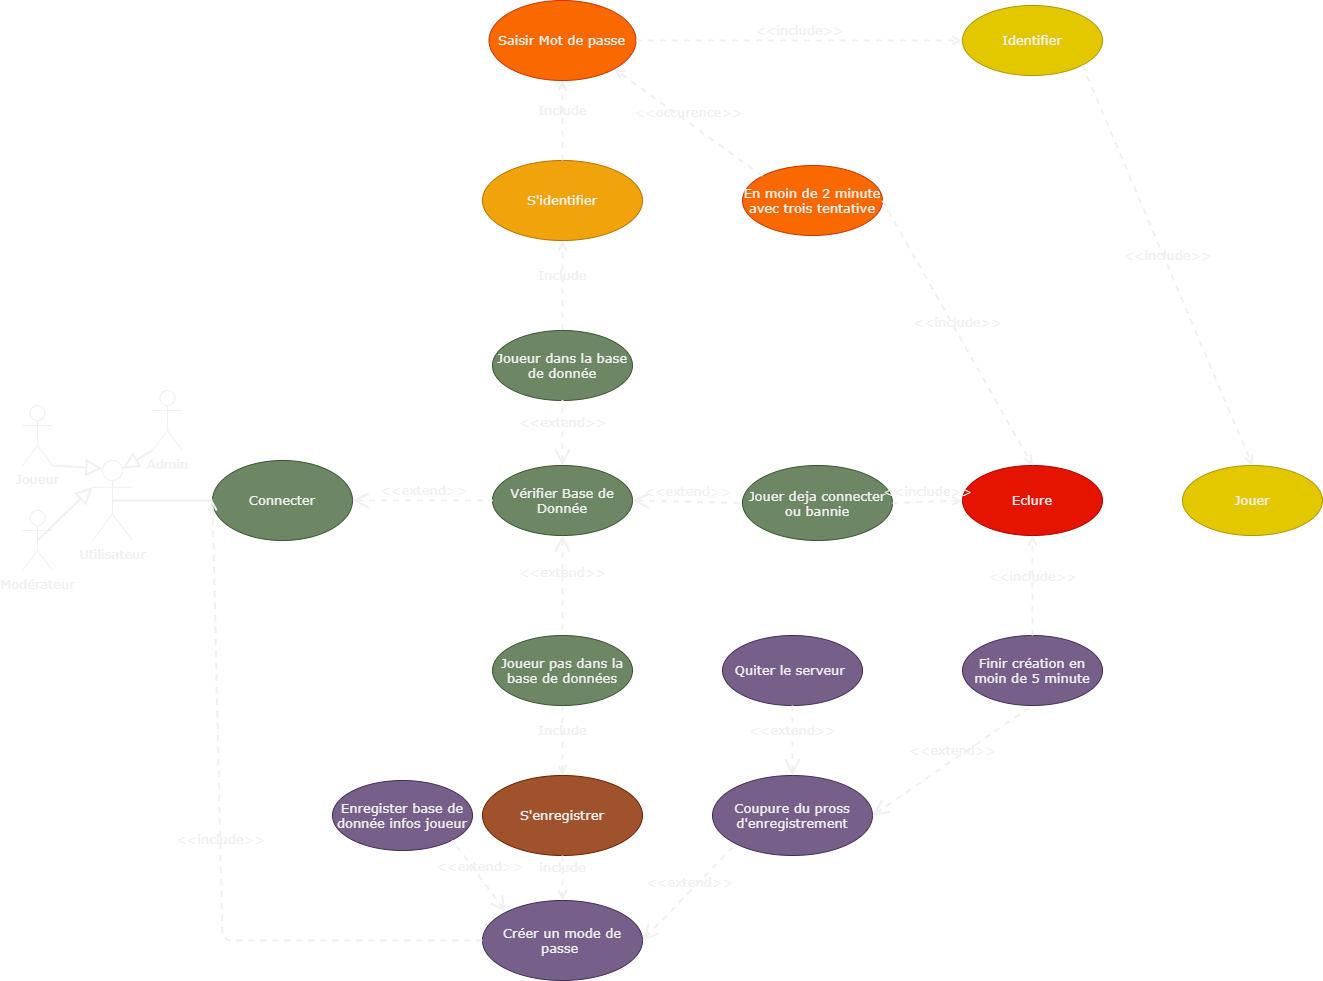 Saisir Mot de passe
<<include>>
Identifier
Include
<<occurence>>
S'identifier
En moin de 2 minute
avec trois tentative
<<include>>
Include
<<include>>
Joueur dans la base
de donnée
<<extend>>
Joueur
Admin
Connecter
<<extend>>
Vérifier Base de
Donnée
<<extend>>
Jouer deja connecter
ou bannie
<<include>>
Eclure
Jouer
Utilisateur
Modérateur
<<extend>>
<<include>>
Joueur pas dans la
base de données
Quiter le serveur
Finir création en
moin de 5 minute
Include
<<extend>>
<<extend>>
Enregister base de
donnée infos joueur
S'enregistrer
Coupure du pross
d'enregistrement
<<include>>
<<extend>>
include
<<extend>>
Créer un mode de
passe